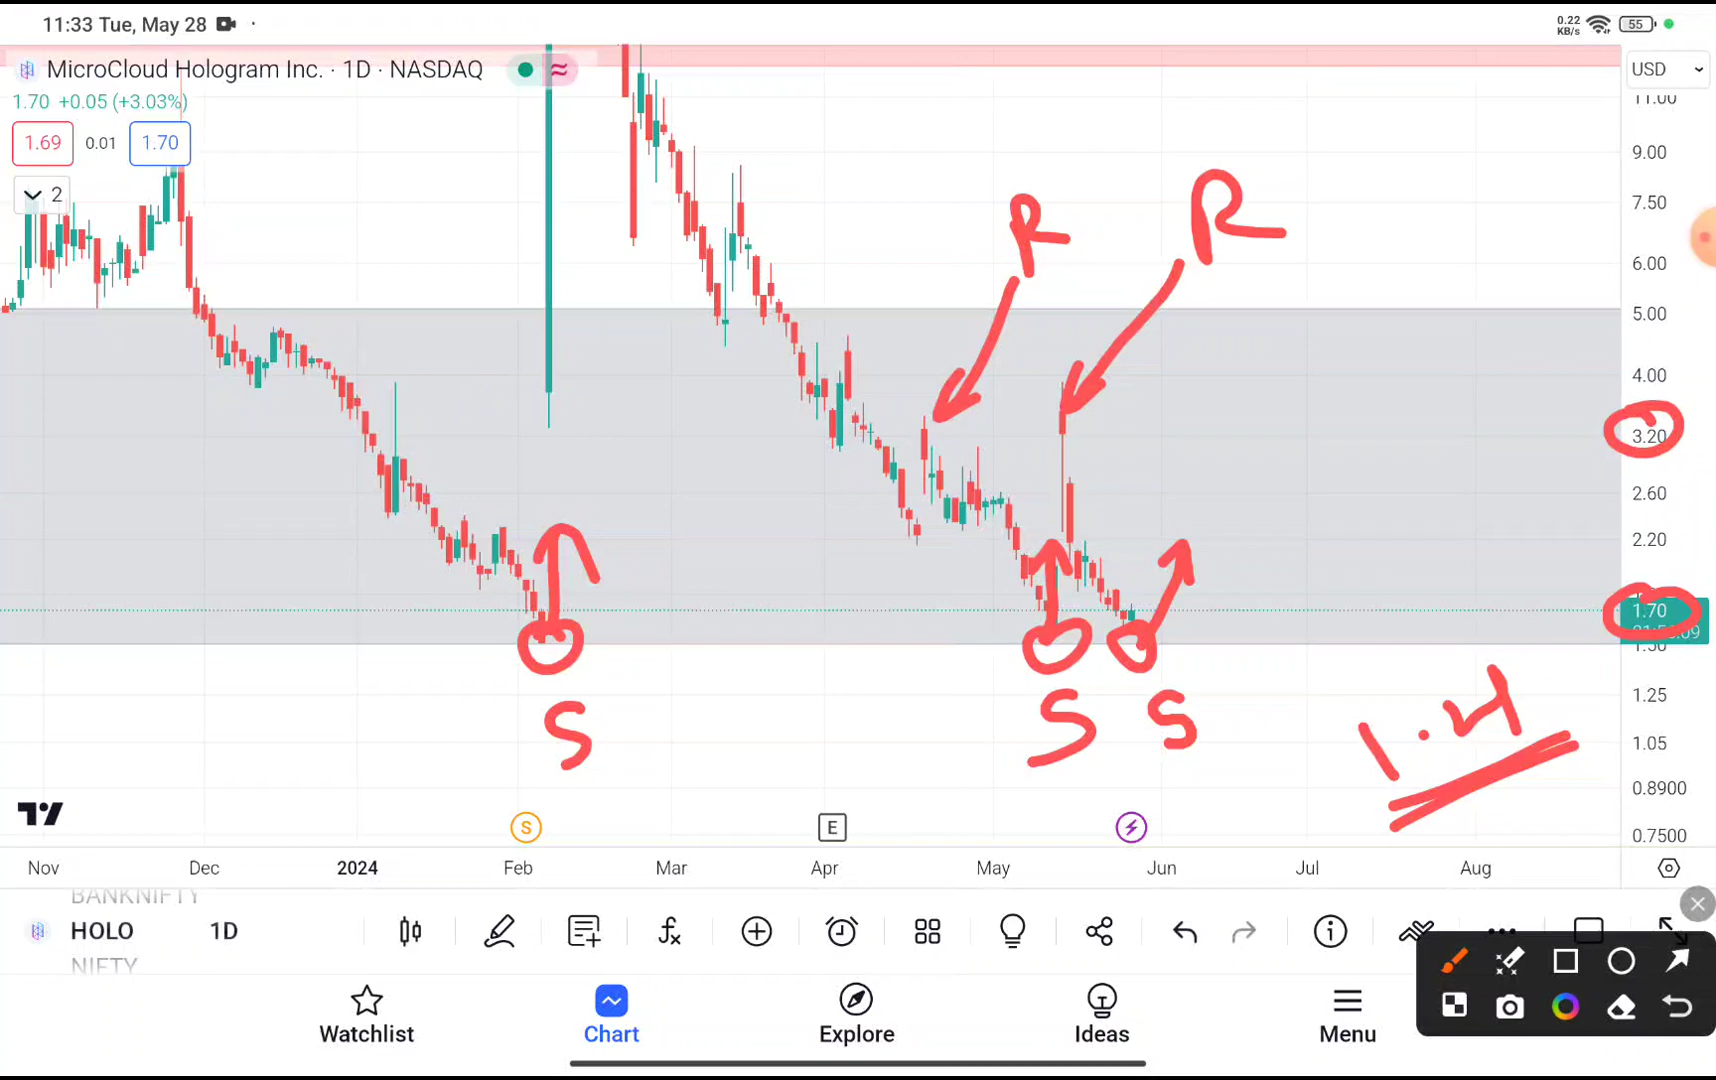 11:33 Tue, May 28
0.22
KB/s
55
MicroCloud Hologram Inc. · 1D · NASDAQ
USD
1.70 +0.05 (+3.03%)
1.69 0.01 1.70
2
11.00
9.00
7.50
6.00
5.00
4.00
3.20
2.60
2.20
1.70
1.50
1.25
1.05
0.8900
0.7500
R
R
S
S
S
S
E
Nov Dec 2024 Feb Mar Apr May Jun Jul Aug
BANKNIFTY
HOLO 1D
NIFTY
Watchlist Chart Explore Ideas Menu